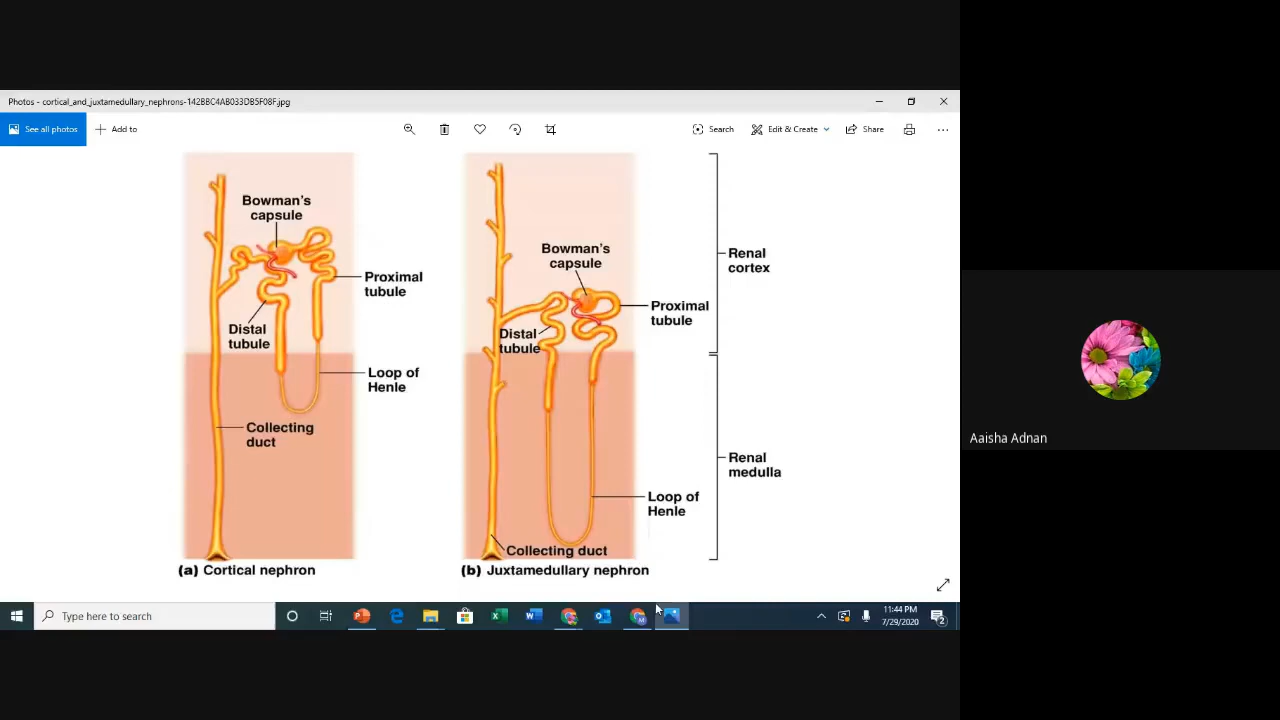 Photos - cortical_and_juxtamedullary_nephrons-142BBC4AB033DB5F08F.jpg
See all photos
Add to
Search
Edit & Create
Share
Bowman's
capsule
Proximal
tubule
Distal
tubule
Loop of
Henle
Collecting
duct
(a) Cortical nephron
Bowman's
capsule
Proximal
tubule
Distal
tubule
Loop of
Henle
Collecting duct
(b) Juxtamedullary nephron
Renal
cortex
Renal
medulla
Aaisha Adnan
Type here to search
11:44 PM
7/29/2020
2